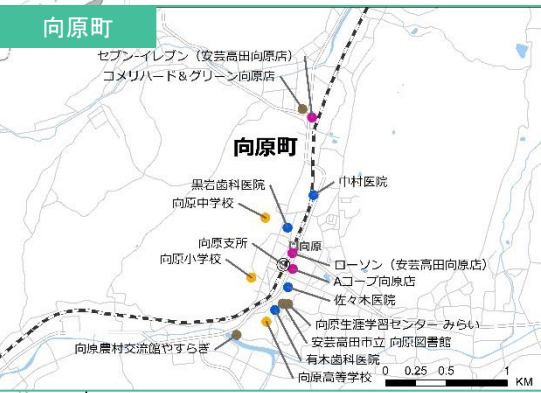 向原町
セブン-イレブン（安芸高田向原店）
コメリハード＆グリーン向原店
向原町
黒岩歯科医院
中村医院
向原中学校
向原支所
向原
向原小学校
ローソン（安芸高田向原店）
Aコープ向原店
佐々木医院
向原生涯学習センター みらい
安芸高田市立 向原図書館
向原農村交流館やすらぎ
有木歯科医院
向原高等学校
0 0.25 0.5 1
KM